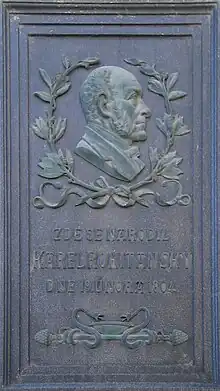 ZDE SE NARODIL
KAREL ROKITANSKÝ
DNE 19. ÚNORA 1804.